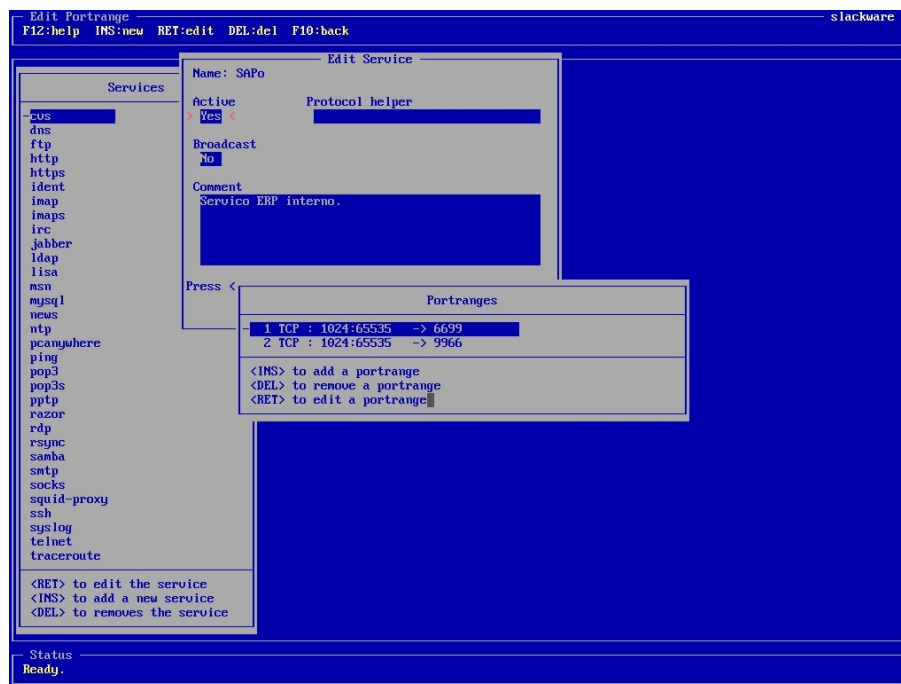 Edit Portrange slackware
F12:help INS:new RET:edit DEL:del F10:back
Edit Service
Name: SAPo
Services
Active Protocol helper
> Yes <
Broadcast
No
Comment
Servico ERP interno.
Press <
cvs
dns
ftp
http
https
ident
imap
imaps
irc
jabber
ldap
lisa
msn
mysql
news
ntp
pcanywhere
ping
pop3
pop3s
pptp
razor
rdp
rsync
samba
smtp
socks
squid-proxy
ssh
syslog
telnet
traceroute
<RET> to edit the service
<INS> to add a new service
<DEL> to removes the service
Portranges
1 TCP : 1024:65535 -> 6699
2 TCP : 1024:65535 -> 9966
<INS> to add a portrange
<DEL> to remove a portrange
<RET> to edit a portrange
Status
Ready.